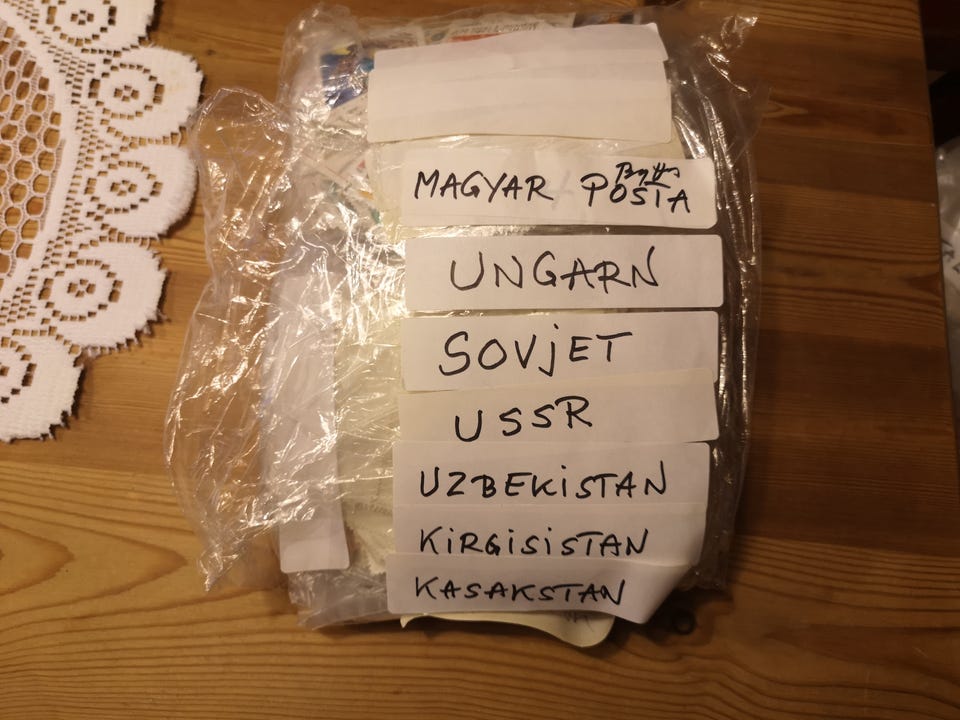 MAGYAR POSTA
UNGARN
SOVjET
USSR
UZBEKiSTAN
KiRGiSiSTAN
KASAKSTAN